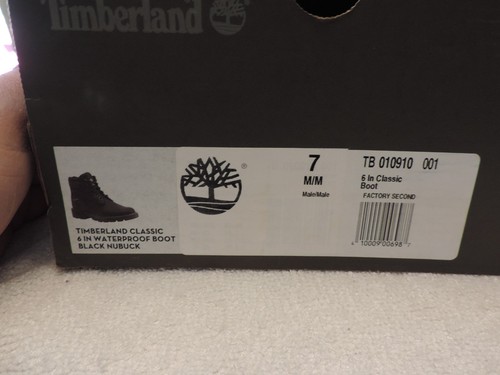 Timberland
TIMBERLAND CLASSIC
6 IN WATERPROOF BOOT
BLACK NUBUCK
®
7
M/M
Male/Male
TB 010910 001
6 In Classic
Boot
FACTORY SECOND